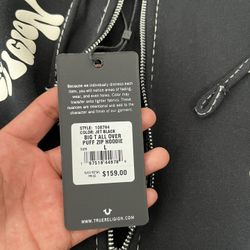 Because we individually distress each
item, you will notice areas of fading,
wear, and even holes. Color may
transfer onto lighter fabrics. These
nuances are intentional and add to the
character and finish of our garment.
STYLE: 108794
COLOR: JET BLACK
BIG T ALL OVER
PUFF ZIP HOODIE
L
$159.00
WWW.TRUERELIGION.COM